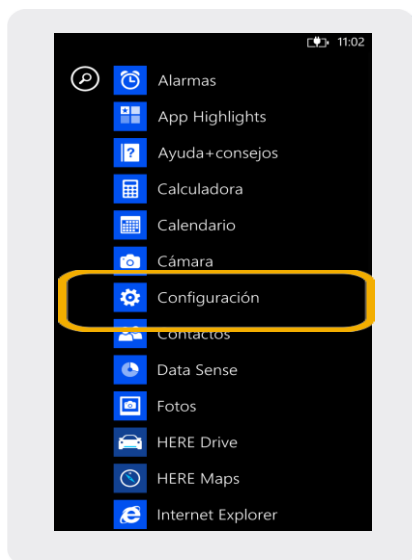 11:02
Alarmas
App Highlights
Ayuda+consejos
Calculadora
Calendario
Cámara
Configuración
Contactos
Data Sense
Fotos
HERE Drive
HERE Maps
Internet Explorer